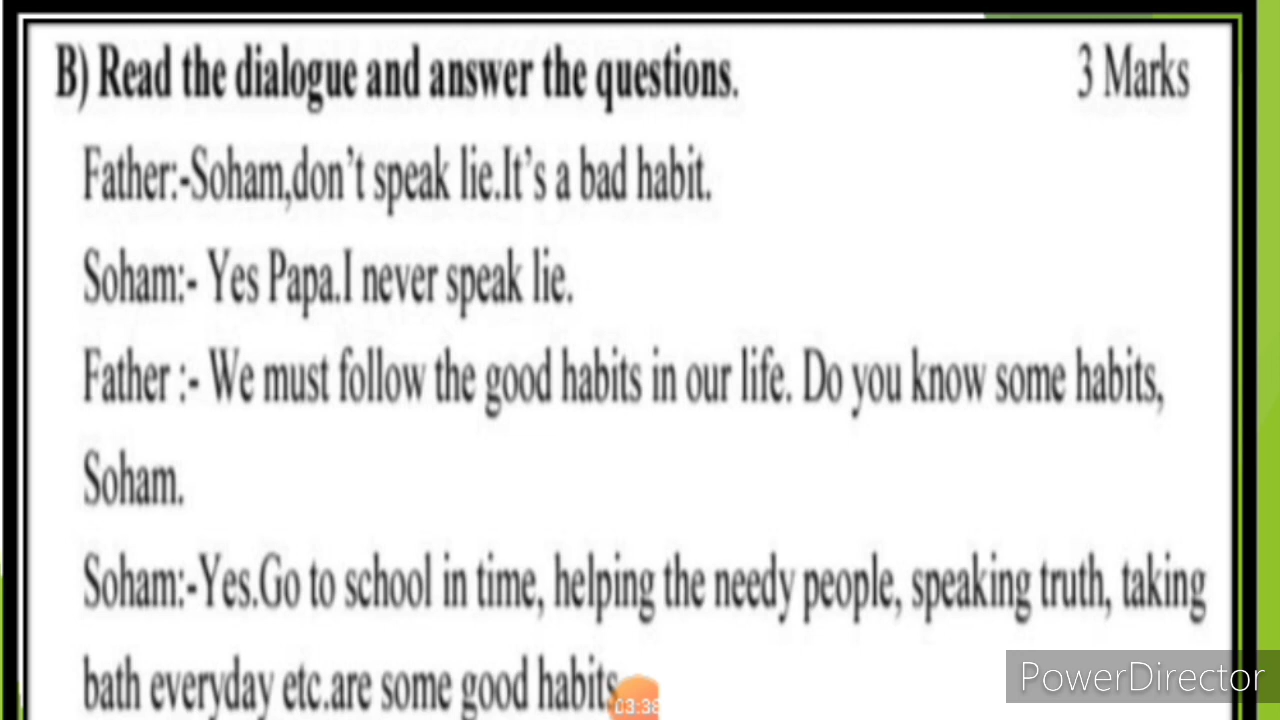 B) Read the dialogue and answer the questions. 3 Marks
Father:-Soham,don't speak lie.It's a bad habit.
Soham:- Yes Papa.I never speak lie.
Father :- We must follow the good habits in our life. Do you know some habits,
Soham.
Soham:-Yes.Go to school in time, helping the needy people, speaking truth, taking
bath everyday etc.are some good habits
03:38
PowerDirector